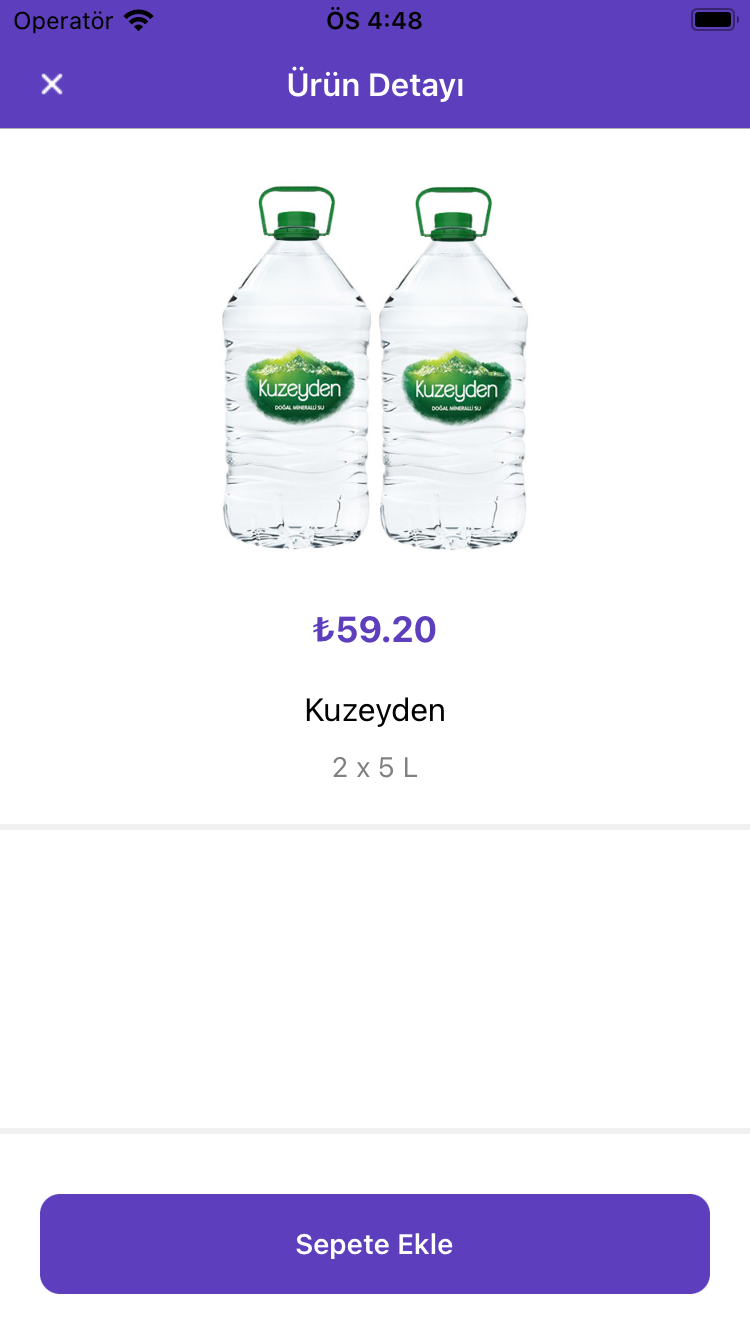 Operatör ÖS 4:48
Ürün Detayı
Kuzeyden Kuzeyden
DOĞAL MİNERALLİ SU DOĞAL MİNERALLİ SU
₺59.20
Kuzeyden
2 x 5 L
Sepete Ekle